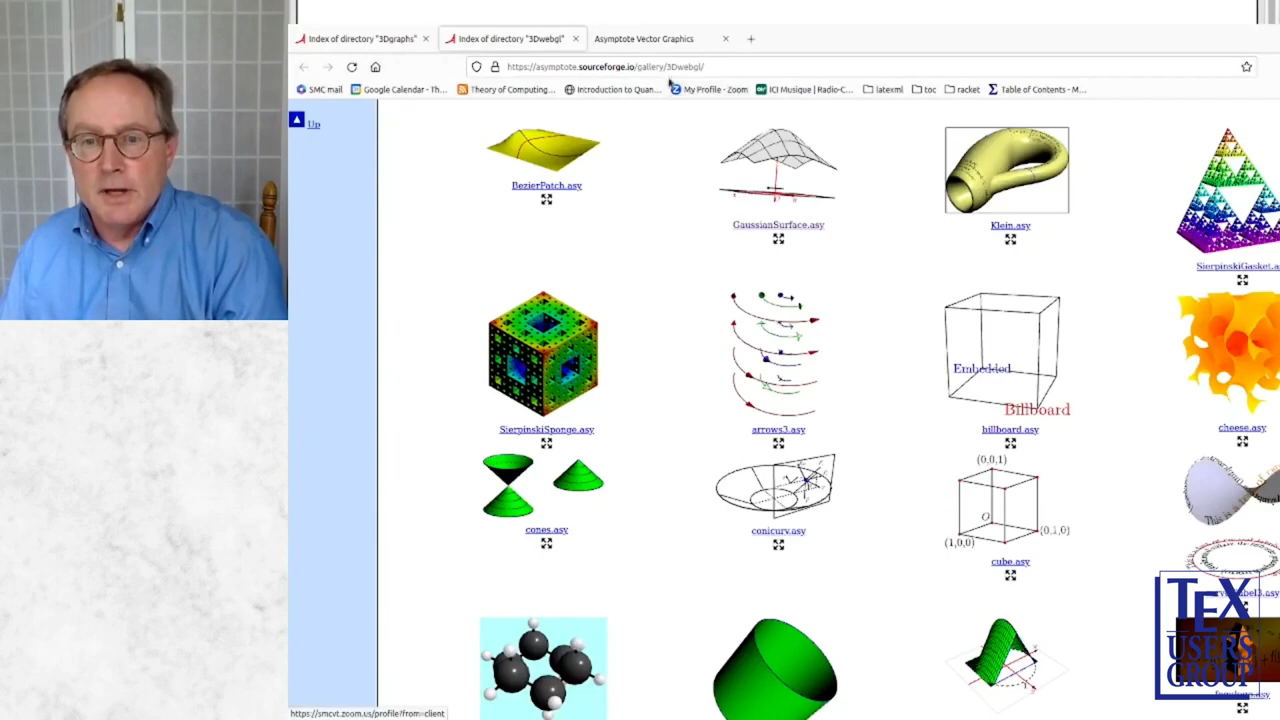 Index of directory "3Dgraphs"
Index of directory "3Dwebgl"
Asymptote Vector Graphics
https://asymptote.sourceforge.io/gallery/3Dwebgl/
SMC mail
Google Calendar - Th...
Theory of Computing...
Introduction to Quan...
My Profile - Zoom
ICI Musique | Radio-C...
latexml
toc
racket
Table of Contents - M...
Up
BezierPatch.asy
GaussianSurface.asy
Klein.asy
SierpinskiGasket.as
Embedded
Billboard
SierpinskiSponge.asy
arrows3.asy
billboard.asy
cheese.asy
(0,0,1)
O
(0,1,0)
(1,0,0)
This is a
cones.asy
conicurv.asy
cube.asy
TEX
USERS
GROUP
https://smcvt.zoom.us/profile?from=client